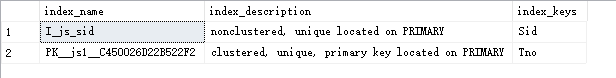 index_name index_description index_keys
1 I_js_sid nonclustered, unique located on PRIMARY Sid
2 PK__js1__C450026D22B522F2 clustered, unique, primary key located on PRIMARY Tno